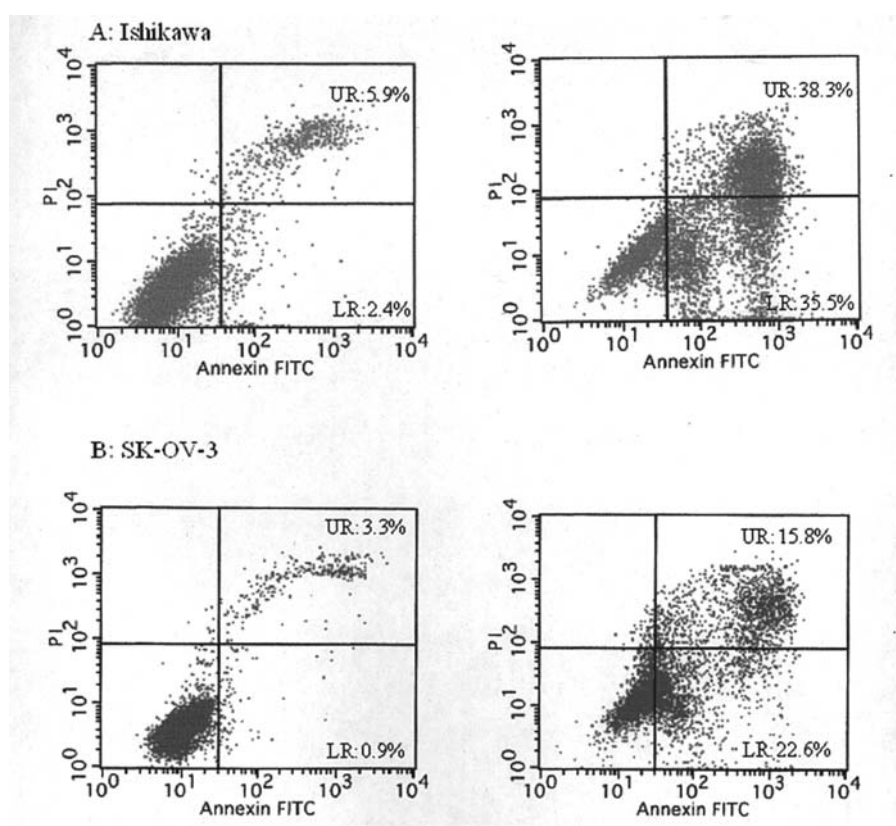 A: Ishikawa
10⁴
10³
10²
10¹
10⁰
PI
UR:5.9%
LR:2.4%
10⁰ 10¹ 10² 10³ 10⁴
Annexin FITC
10⁴
10³
10²
10¹
10⁰
PI
UR:38.3%
LR:35.5%
10⁰ 10¹ 10² 10³ 10⁴
Annexin FITC
B: SK-OV-3
10⁴
10³
10²
10¹
10⁰
PI
UR:3.3%
LR:0.9%
10⁰ 10¹ 10² 10³ 10⁴
Annexin FITC
10⁴
10³
10²
10¹
10⁰
PI
UR:15.8%
LR:22.6%
10⁰ 10¹ 10² 10³ 10⁴
Annexin FITC